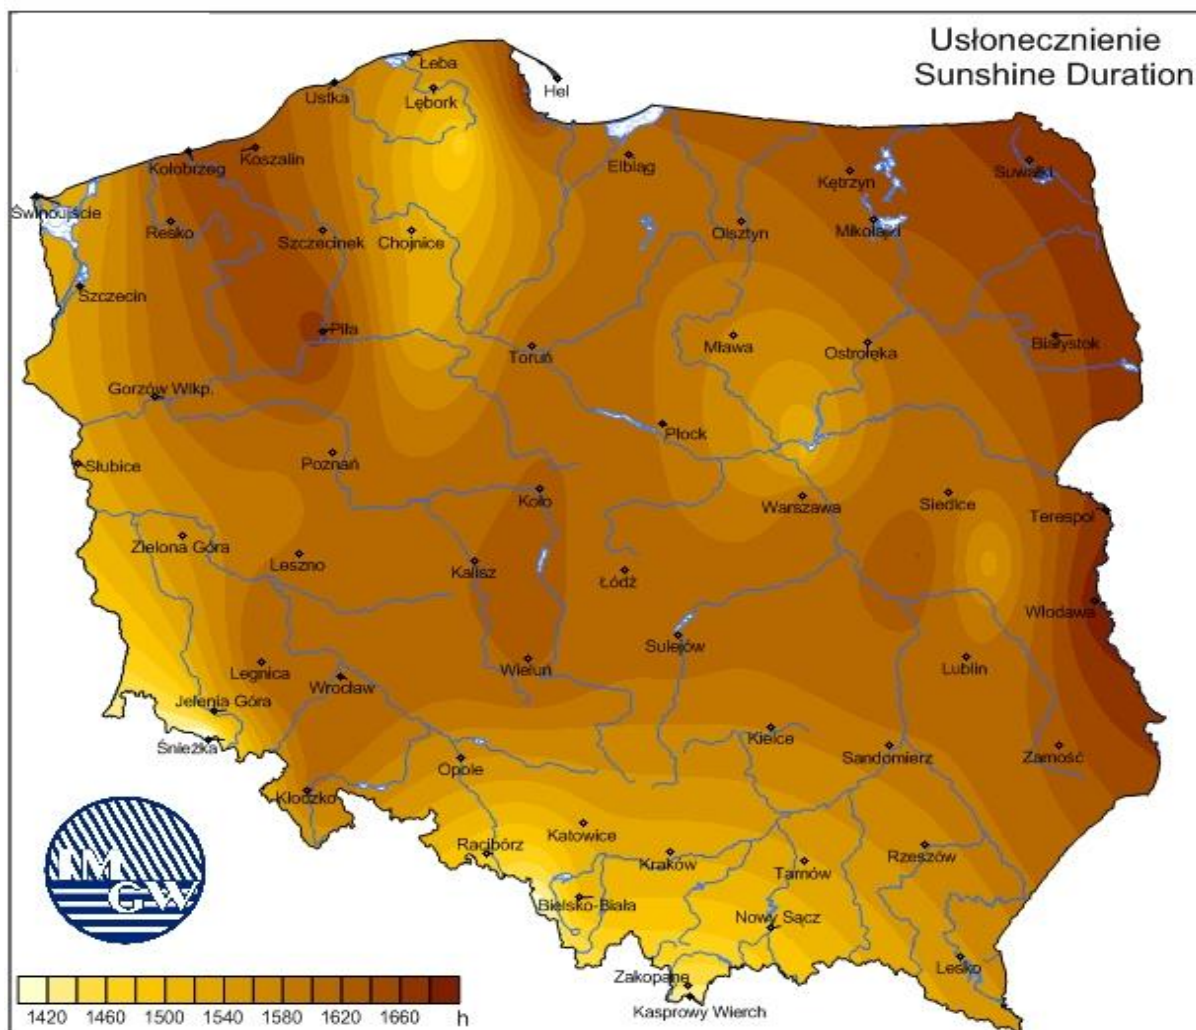 Usłonecznienie
Sunshine Duration
Łeba
Hel
Ustka
Lębork
Koszalin
Kołobrzeg
Elbląg
Suwałki
Kętrzyn
Świnoujście
Resko
Szczecinek
Chojnice
Olsztyn
Mikołajki
Szczecin
Piła
Toruń
Mława
Ostrołęka
Białystok
Gorzów Wlkp.
Płock
Słubice
Poznań
Koło
Warszawa
Siedlce
Terespol
Zielona Góra
Leszno
Kalisz
Łódź
Włodawa
Sulejów
Legnica
Wrocław
Wieluń
Lublin
Jelenia Góra
Śnieżka
Kielce
Sandomierz
Zamość
Opole
Kłoczko
Racibórz
Katowice
Kraków
Tarnów
Rzeszów
IMGW
Bielsko-Biała
Nowy Sącz
Lesko
Zakopane
Kasprowy Wierch
1420 1460 1500 1540 1580 1620 1660 h